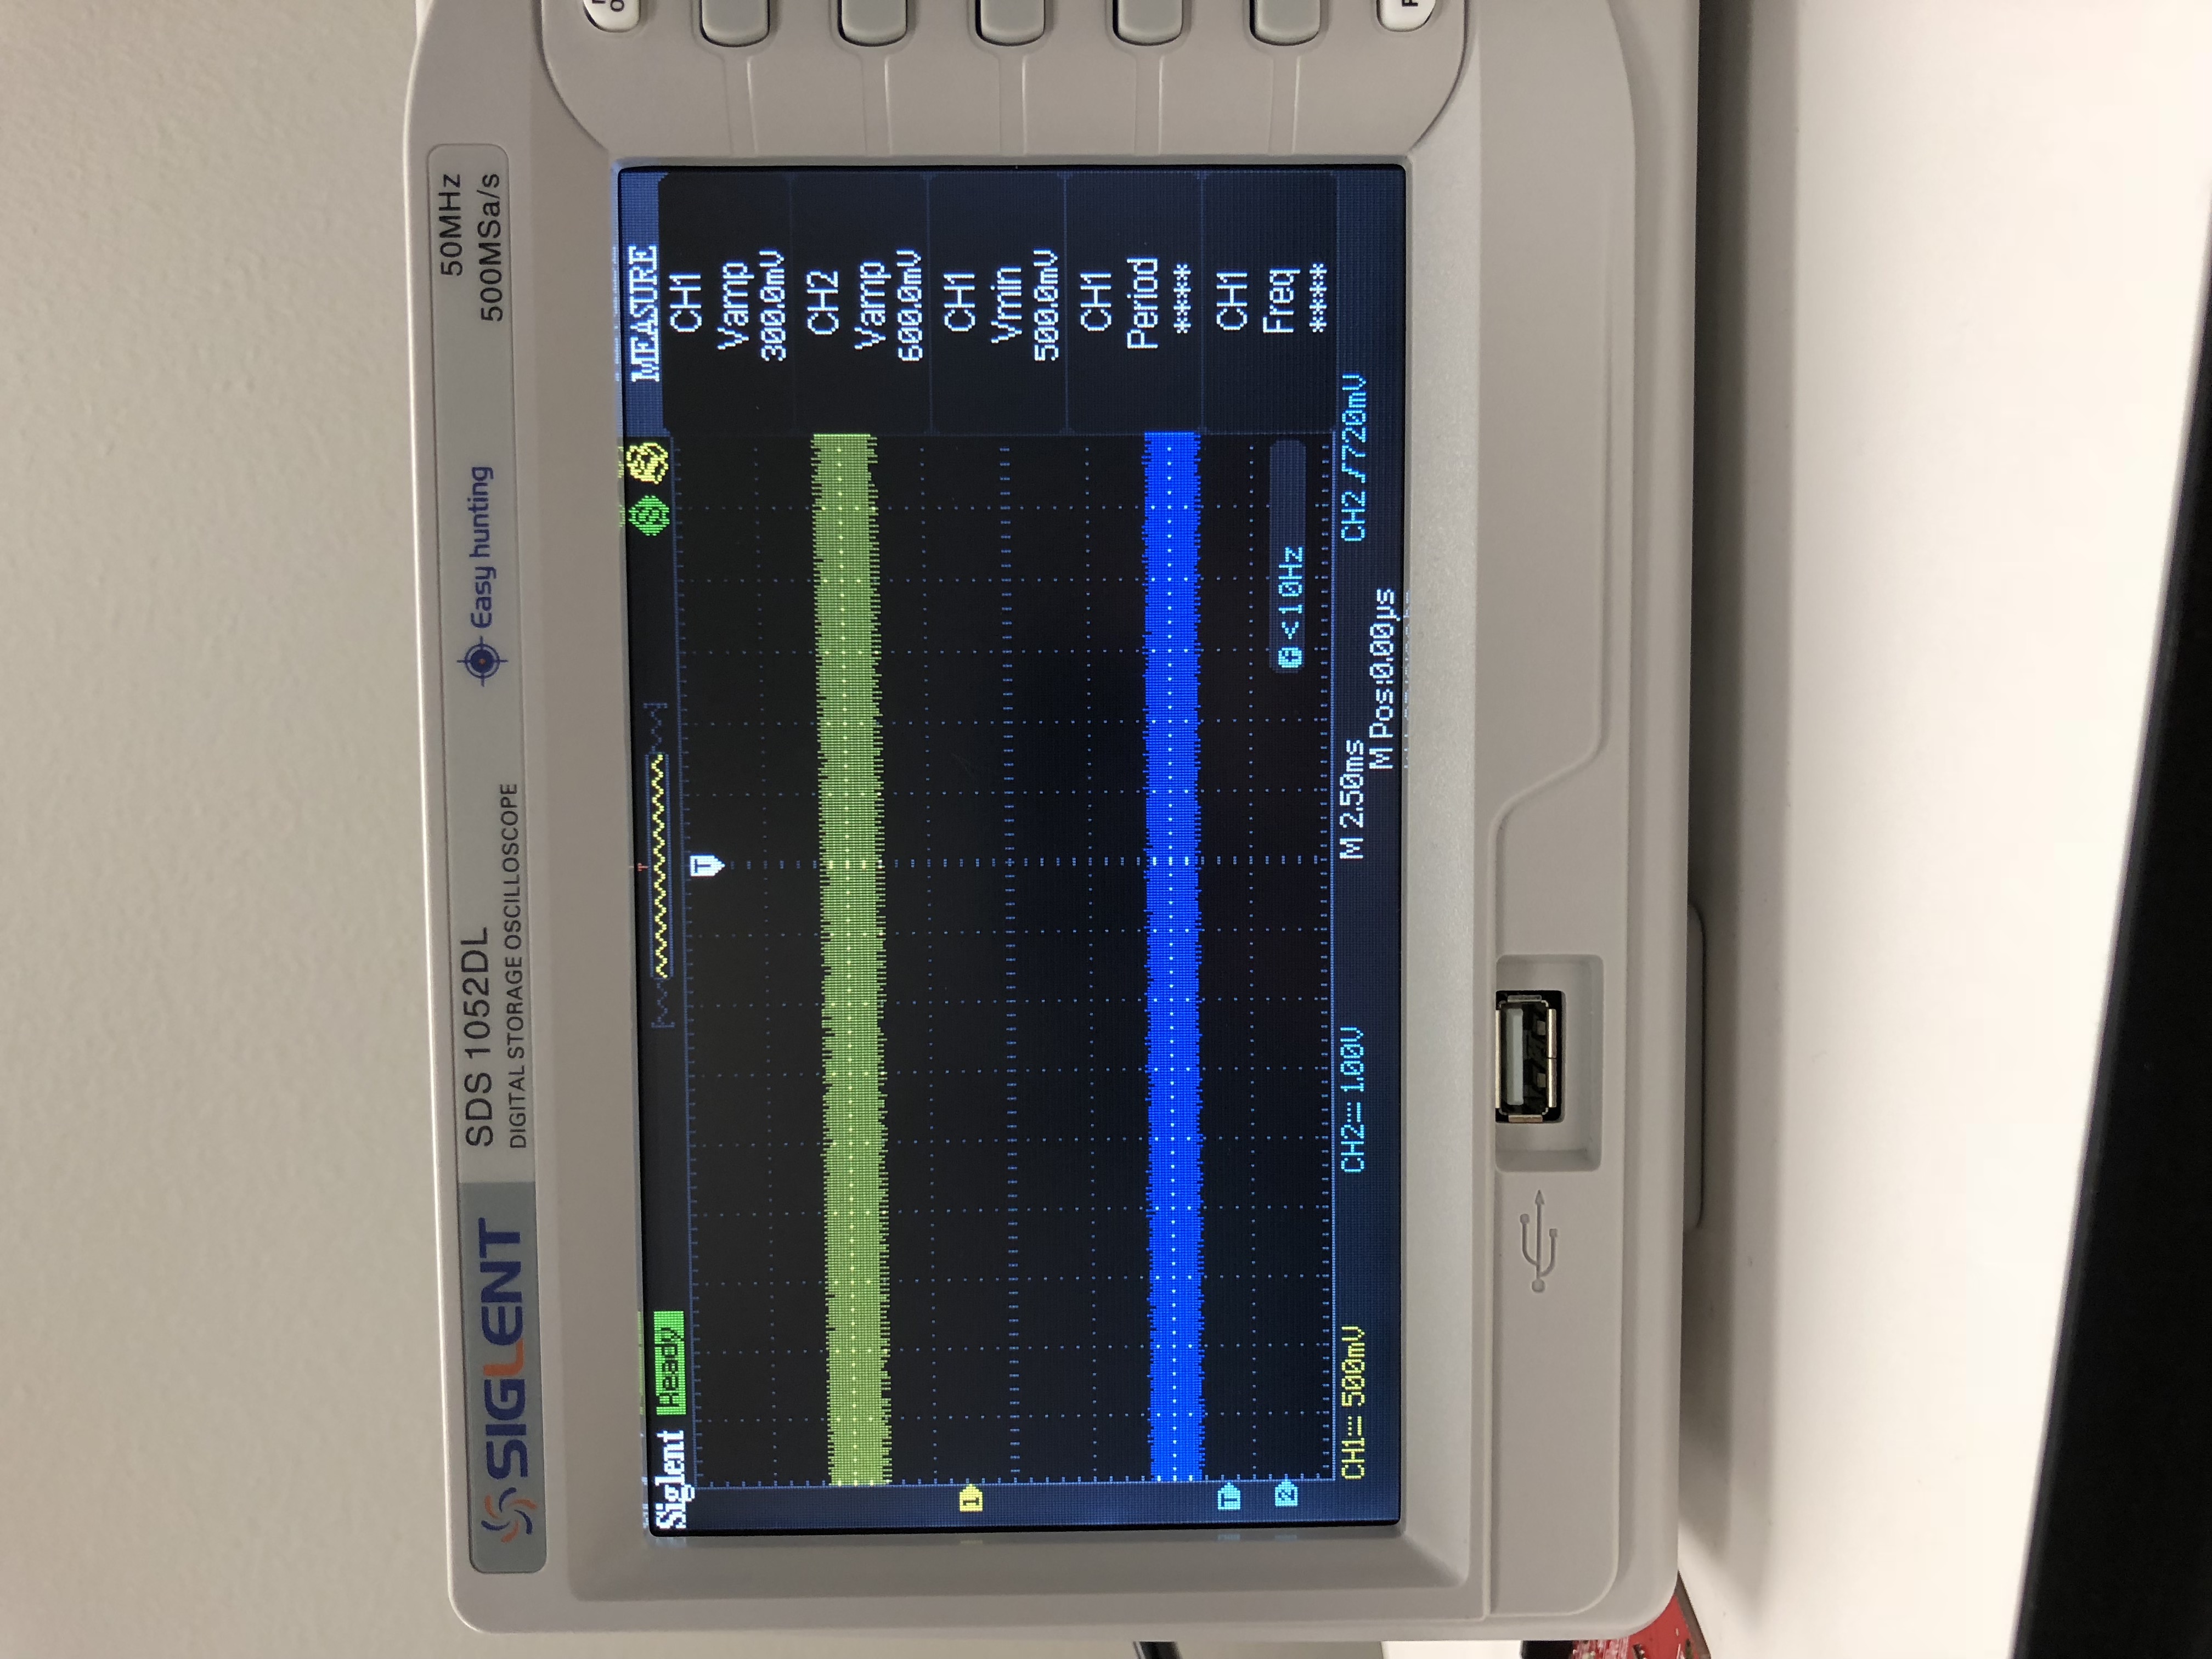 SIGLENT
SDS 1052DL
DIGITAL STORAGE OSCILLOSCOPE
Easy hunting
50MHz
500MSa/s
Siglent Ready
T
MEASURE
CH1
Vamp
300.0mV
CH2
Vamp
600.0mV
CH1
Vmin
500.0mV
CH1
Period
****
CH1
Freq
****
1
T
2
<10Hz
CH1 500mV
CH2 1.00V
M 2.50ms
CH2 720mV
M Pos:0.00µs